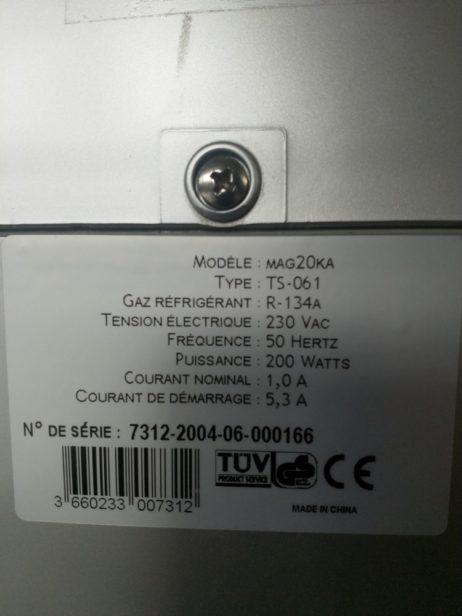 MODÈLE : MAG20KA
TYPE : TS-061
GAZ RÉFRIGÉRANT : R-134A
TENSION ÉLECTRIQUE : 230 VAC
FRÉQUENCE : 50 HERTZ
PUISSANCE : 200 WATTS
COURANT NOMINAL : 1,0 A
COURANT DE DÉMARRAGE : 5,3 A
N° DE SÉRIE : 7312-2004-06-000166
TÜV
PRODUCT SERVICE
GS
CE
3 660233 007312
MADE IN CHINA